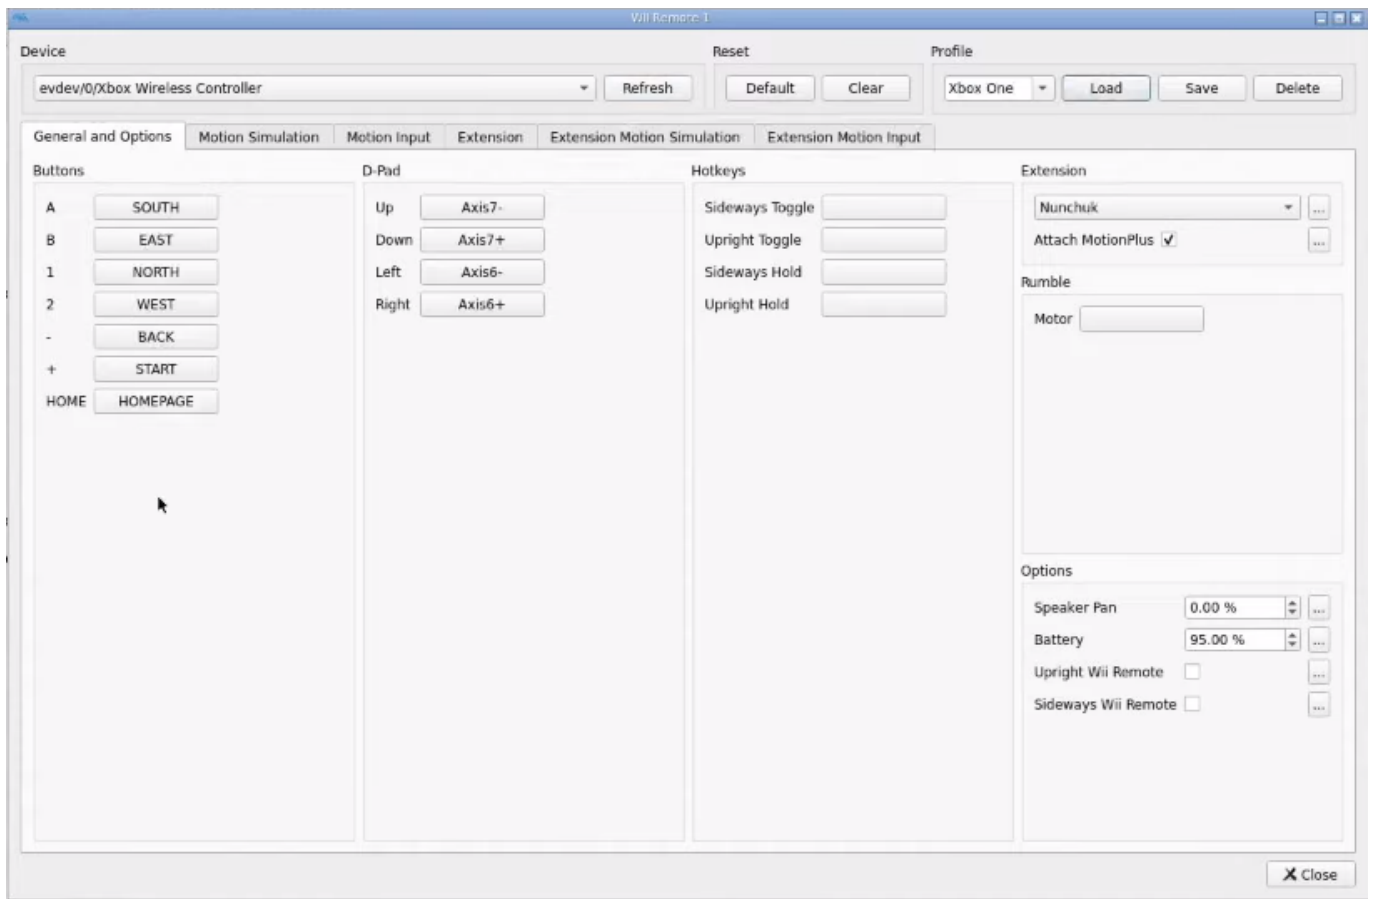 Wii Remote 1
Device Reset Profile
evdev/0/Xbox Wireless Controller Refresh Default Clear Xbox One Load Save Delete
General and Options Motion Simulation Motion Input Extension Extension Motion Simulation Extension Motion Input
Buttons D-Pad Hotkeys Extension
A SOUTH Up Axis7- Sideways Toggle Nunchuk ...
B EAST Down Axis7+ Upright Toggle Attach MotionPlus ...
1 NORTH Left Axis6- Sideways Hold
Rumble
2 WEST Right Axis6+ Upright Hold
Motor
- BACK
+ START
HOME HOMEPAGE
Options
Speaker Pan 0.00 % ...
Battery 95.00 % ...
Upright Wii Remote ...
Sideways Wii Remote ...
Close